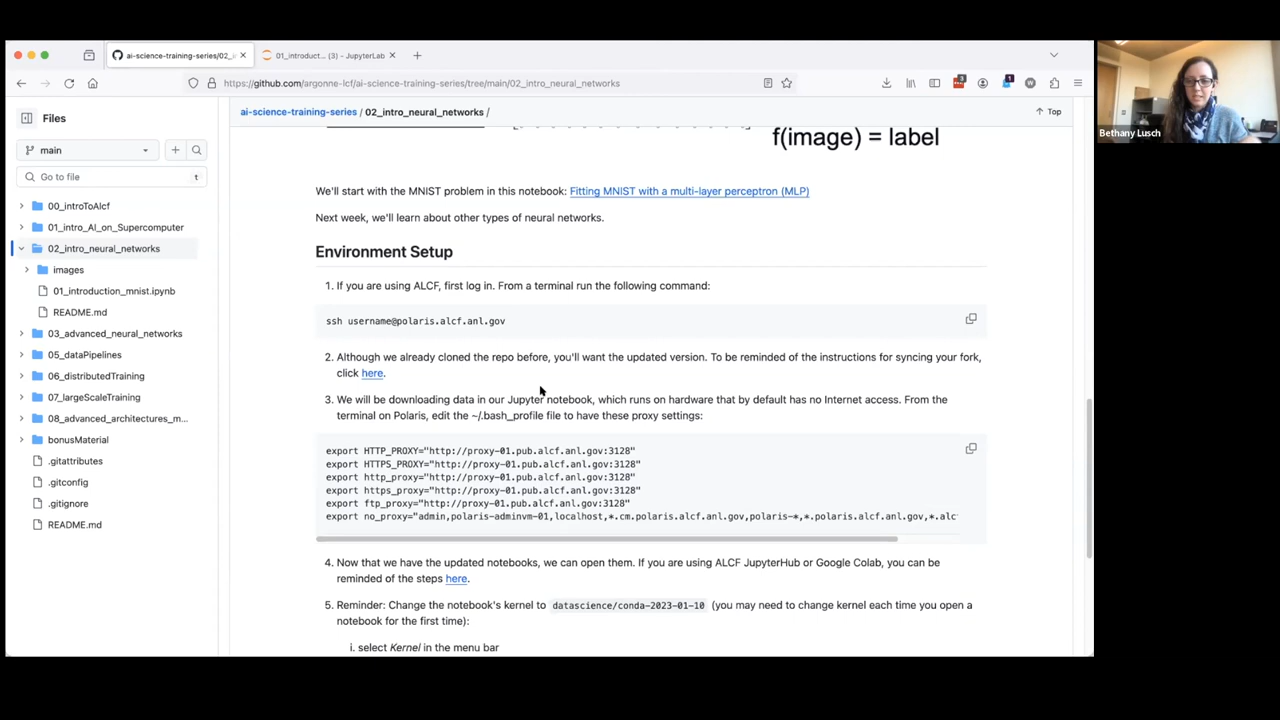 ai-science-training-series/02_i
01_introduct... (3) - JupyterLab
https://github.com/argonne-lcf/ai-science-training-series/tree/main/02_intro_neural_networks
Bethany Lusch
Files
main
Go to file
t
00_introToAlcf
01_intro_AI_on_Supercomputer
02_intro_neural_networks
images
01_introduction_mnist.ipynb
README.md
03_advanced_neural_networks
05_dataPipelines
06_distributedTraining
07_largeScaleTraining
08_advanced_architectures_m...
bonusMaterial
.gitattributes
.gitconfig
.gitignore
README.md
ai-science-training-series / 02_intro_neural_networks /
Top
f(image) = label
We'll start with the MNIST problem in this notebook: Fitting MNIST with a multi-layer perceptron (MLP)
Next week, we'll learn about other types of neural networks.
Environment Setup
1. If you are using ALCF, first log in. From a terminal run the following command:
ssh username@polaris.alcf.anl.gov
2. Although we already cloned the repo before, you'll want the updated version. To be reminded of the instructions for syncing your fork,
click here.
3. We will be downloading data in our Jupyter notebook, which runs on hardware that by default has no Internet access. From the
terminal on Polaris, edit the ~/.bash_profile file to have these proxy settings:
export HTTP_PROXY="http://proxy-01.pub.alcf.anl.gov:3128"
export HTTPS_PROXY="http://proxy-01.pub.alcf.anl.gov:3128"
export http_proxy="http://proxy-01.pub.alcf.anl.gov:3128"
export https_proxy="http://proxy-01.pub.alcf.anl.gov:3128"
export ftp_proxy="http://proxy-01.pub.alcf.anl.gov:3128"
export no_proxy="admin,polaris-adminvm-01,localhost,*.cm.polaris.alcf.anl.gov,polaris-*,*.polaris.alcf.anl.gov,*.alc
4. Now that we have the updated notebooks, we can open them. If you are using ALCF JupyterHub or Google Colab, you can be
reminded of the steps here.
5. Reminder: Change the notebook's kernel to datascience/conda-2023-01-10 (you may need to change kernel each time you open a
notebook for the first time):
i. select Kernel in the menu bar